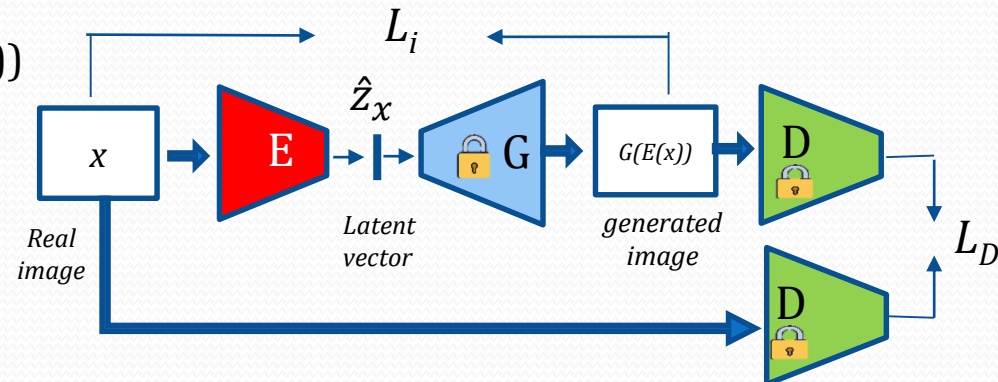 ))
L_i
x
E
ẑ_x
G
G(E(x))
D
Real
image
Latent
vector
generated
image
L_D
D